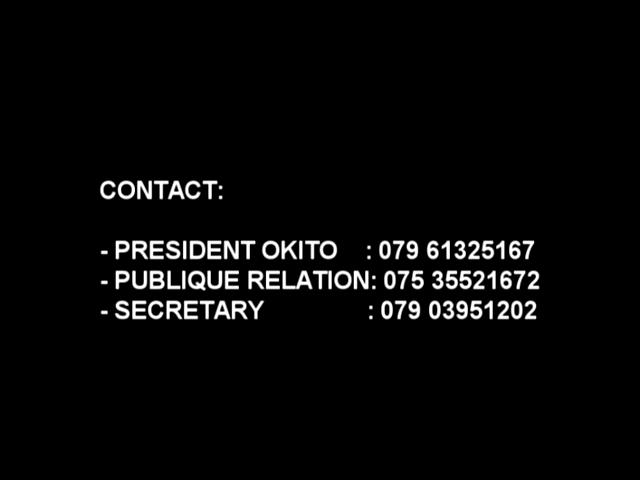 CONTACT:
- PRESIDENT OKITO : 079 61325167
- PUBLIQUE RELATION: 075 35521672
- SECRETARY : 079 03951202